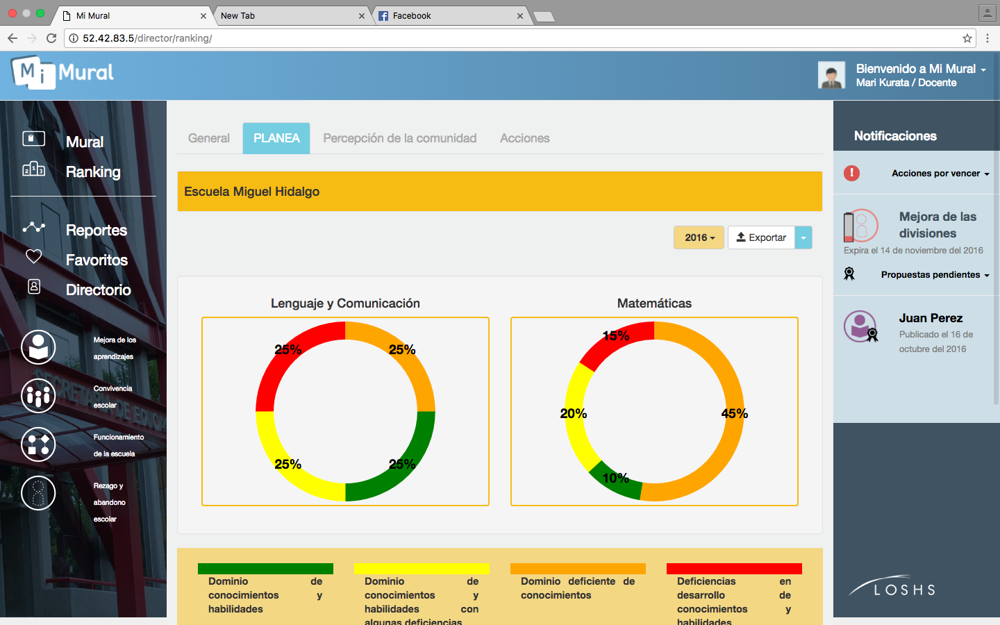 Mi Mural
New Tab
Facebook
52.42.83.5/director/ranking/
Mi Mural
Bienvenido a Mi Mural
Mari Kurata / Docente
Mural
Ranking
Reportes
Favoritos
Directorio
Mejora de los
aprendizajes
Convivencia
escolar
Funcionamiento
de la escuela
Rezago y
abandono
escolar
General
PLANEA
Percepción de la comunidad
Acciones
Escuela Miguel Hidalgo
2016
Exportar
Lenguaje y Comunicación
25%
25%
25%
25%
Matemáticas
15%
20%
45%
10%
Dominio de
conocimientos y
habilidades
Dominio de
conocimientos y
habilidades con
algunas deficiencias
Dominio deficiente de
conocimientos
Deficiencias en
desarrollo de
conocimientos y
habilidades
Notificaciones
Acciones por vencer
Mejora de las
divisiones
Expira el 14 de noviembre del 2016
Propuestas pendientes
Juan Perez
Publicado el 16 de
octubre del 2016
LOSHS